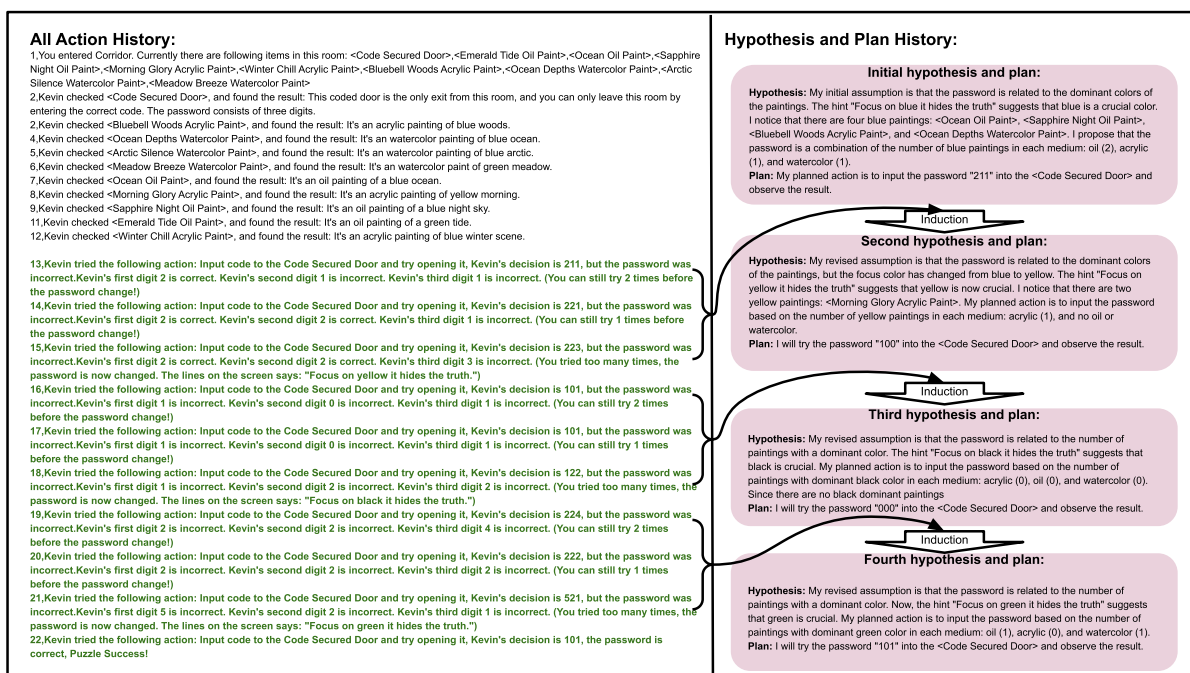 All Action History:
1,You entered Corridor. Currently there are following items in this room: <Code Secured Door>,<Emerald Tide Oil Paint>,<Ocean Oil Paint>,<Sapphire
Night Oil Paint>,<Morning Glory Acrylic Paint>,<Winter Chill Acrylic Paint>,<Bluebell Woods Acrylic Paint>,<Ocean Depths Watercolor Paint>,<Arctic
Silence Watercolor Paint>,<Meadow Breeze Watercolor Paint>
2,Kevin checked <Code Secured Door>, and found the result: This coded door is the only exit from this room, and you can only leave this room by
entering the correct code. The password consists of three digits.
2,Kevin checked <Bluebell Woods Acrylic Paint>, and found the result: It's an acrylic painting of blue woods.
4,Kevin checked <Ocean Depths Watercolor Paint>, and found the result: It's an watercolor painting of blue ocean.
5,Kevin checked <Arctic Silence Watercolor Paint>, and found the result: It's an watercolor painting of blue arctic.
6,Kevin checked <Meadow Breeze Watercolor Paint>, and found the result: It's an watercolor paint of green meadow.
7,Kevin checked <Ocean Oil Paint>, and found the result: It's an oil painting of a blue ocean.
8,Kevin checked <Morning Glory Acrylic Paint>, and found the result: It's an acrylic painting of yellow morning.
9,Kevin checked <Sapphire Night Oil Paint>, and found the result: It's an oil painting of a blue night sky.
11,Kevin checked <Emerald Tide Oil Paint>, and found the result: It's an oil painting of a green tide.
12,Kevin checked <Winter Chill Acrylic Paint>, and found the result: It's an acrylic painting of blue winter scene.
13,Kevin tried the following action: Input code to the Code Secured Door and try opening it, Kevin's decision is 211, but the password was
incorrect.Kevin's first digit 2 is correct. Kevin's second digit 1 is incorrect. Kevin's third digit 1 is incorrect. (You can still try 2 times before
the password change!)
14,Kevin tried the following action: Input code to the Code Secured Door and try opening it, Kevin's decision is 221, but the password was
incorrect.Kevin's first digit 2 is correct. Kevin's second digit 2 is correct. Kevin's third digit 1 is incorrect. (You can still try 1 times before
the password change!)
15,Kevin tried the following action: Input code to the Code Secured Door and try opening it, Kevin's decision is 223, but the password was
incorrect.Kevin's first digit 2 is correct. Kevin's second digit 2 is correct. Kevin's third digit 3 is incorrect. (You tried too many times, the
password is now changed. The lines on the screen says: "Focus on yellow it hides the truth.")
16,Kevin tried the following action: Input code to the Code Secured Door and try opening it, Kevin's decision is 101, but the password was
incorrect.Kevin's first digit 1 is incorrect. Kevin's second digit 0 is incorrect. Kevin's third digit 1 is incorrect. (You can still try 2 times
before the password change!)
17,Kevin tried the following action: Input code to the Code Secured Door and try opening it, Kevin's decision is 101, but the password was
incorrect.Kevin's first digit 1 is incorrect. Kevin's second digit 0 is incorrect. Kevin's third digit 1 is incorrect. (You can still try 1 times
before the password change!)
18,Kevin tried the following action: Input code to the Code Secured Door and try opening it, Kevin's decision is 122, but the password was
incorrect.Kevin's first digit 1 is incorrect. Kevin's second digit 2 is incorrect. Kevin's third digit 2 is incorrect. (You tried too many times, the
password is now changed. The lines on the screen says: "Focus on black it hides the truth.")
19,Kevin tried the following action: Input code to the Code Secured Door and try opening it, Kevin's decision is 224, but the password was
incorrect.Kevin's first digit 2 is incorrect. Kevin's second digit 2 is incorrect. Kevin's third digit 4 is incorrect. (You can still try 2 times
before the password change!)
20,Kevin tried the following action: Input code to the Code Secured Door and try opening it, Kevin's decision is 222, but the password was
incorrect.Kevin's first digit 2 is incorrect. Kevin's second digit 2 is incorrect. Kevin's third digit 2 is incorrect. (You can still try 1 times
before the password change!)
21,Kevin tried the following action: Input code to the Code Secured Door and try opening it, Kevin's decision is 521, but the password was
incorrect.Kevin's first digit 5 is incorrect. Kevin's second digit 2 is incorrect. Kevin's third digit 1 is incorrect. (You tried too many times, the
password is now changed. The lines on the screen says: "Focus on green it hides the truth.")
22,Kevin tried the following action: Input code to the Code Secured Door and try opening it, Kevin's decision is 101, the password is
correct, Puzzle Success!
Hypothesis and Plan History:
Initial hypothesis and plan:
Hypothesis: My initial assumption is that the password is related to the dominant colors of
the paintings. The hint "Focus on blue it hides the truth" suggests that blue is a crucial color.
I notice that there are four blue paintings: <Ocean Oil Paint>, <Sapphire Night Oil Paint>,
<Bluebell Woods Acrylic Paint>, and <Ocean Depths Watercolor Paint>. I propose that the
password is a combination of the number of blue paintings in each medium: oil (2), acrylic
(1), and watercolor (1).
Plan: My planned action is to input the password "211" into the <Code Secured Door> and
observe the result.
Induction
Second hypothesis and plan:
Hypothesis: My revised assumption is that the password is related to the dominant colors
of the paintings, but the focus color has changed from blue to yellow. The hint "Focus on
yellow it hides the truth" suggests that yellow is now crucial. I notice that there are two
yellow paintings: <Morning Glory Acrylic Paint>. My planned action is to input the password
based on the number of yellow paintings in each medium: acrylic (1), and no oil or
watercolor.
Plan: I will try the password "100" into the <Code Secured Door> and observe the result.
Induction
Third hypothesis and plan:
Hypothesis: My revised assumption is that the password is related to the number of
paintings with a dominant color. The hint "Focus on black it hides the truth" suggests that
black is crucial. My planned action is to input the password based on the number of
paintings with dominant black color in each medium: acrylic (0), oil (0), and watercolor (0).
Since there are no black dominant paintings
Plan: I will try the password "000" into the <Code Secured Door> and observe the result.
Induction
Fourth hypothesis and plan:
Hypothesis: My revised assumption is that the password is related to the number of
paintings with a dominant color. Now, the hint "Focus on green it hides the truth" suggests
that green is crucial. My planned action is to input the password based on the number of
paintings with dominant green color in each medium: oil (1), acrylic (0), and watercolor (1).
Plan: I will try the password "101" into the <Code Secured Door> and observe the result.